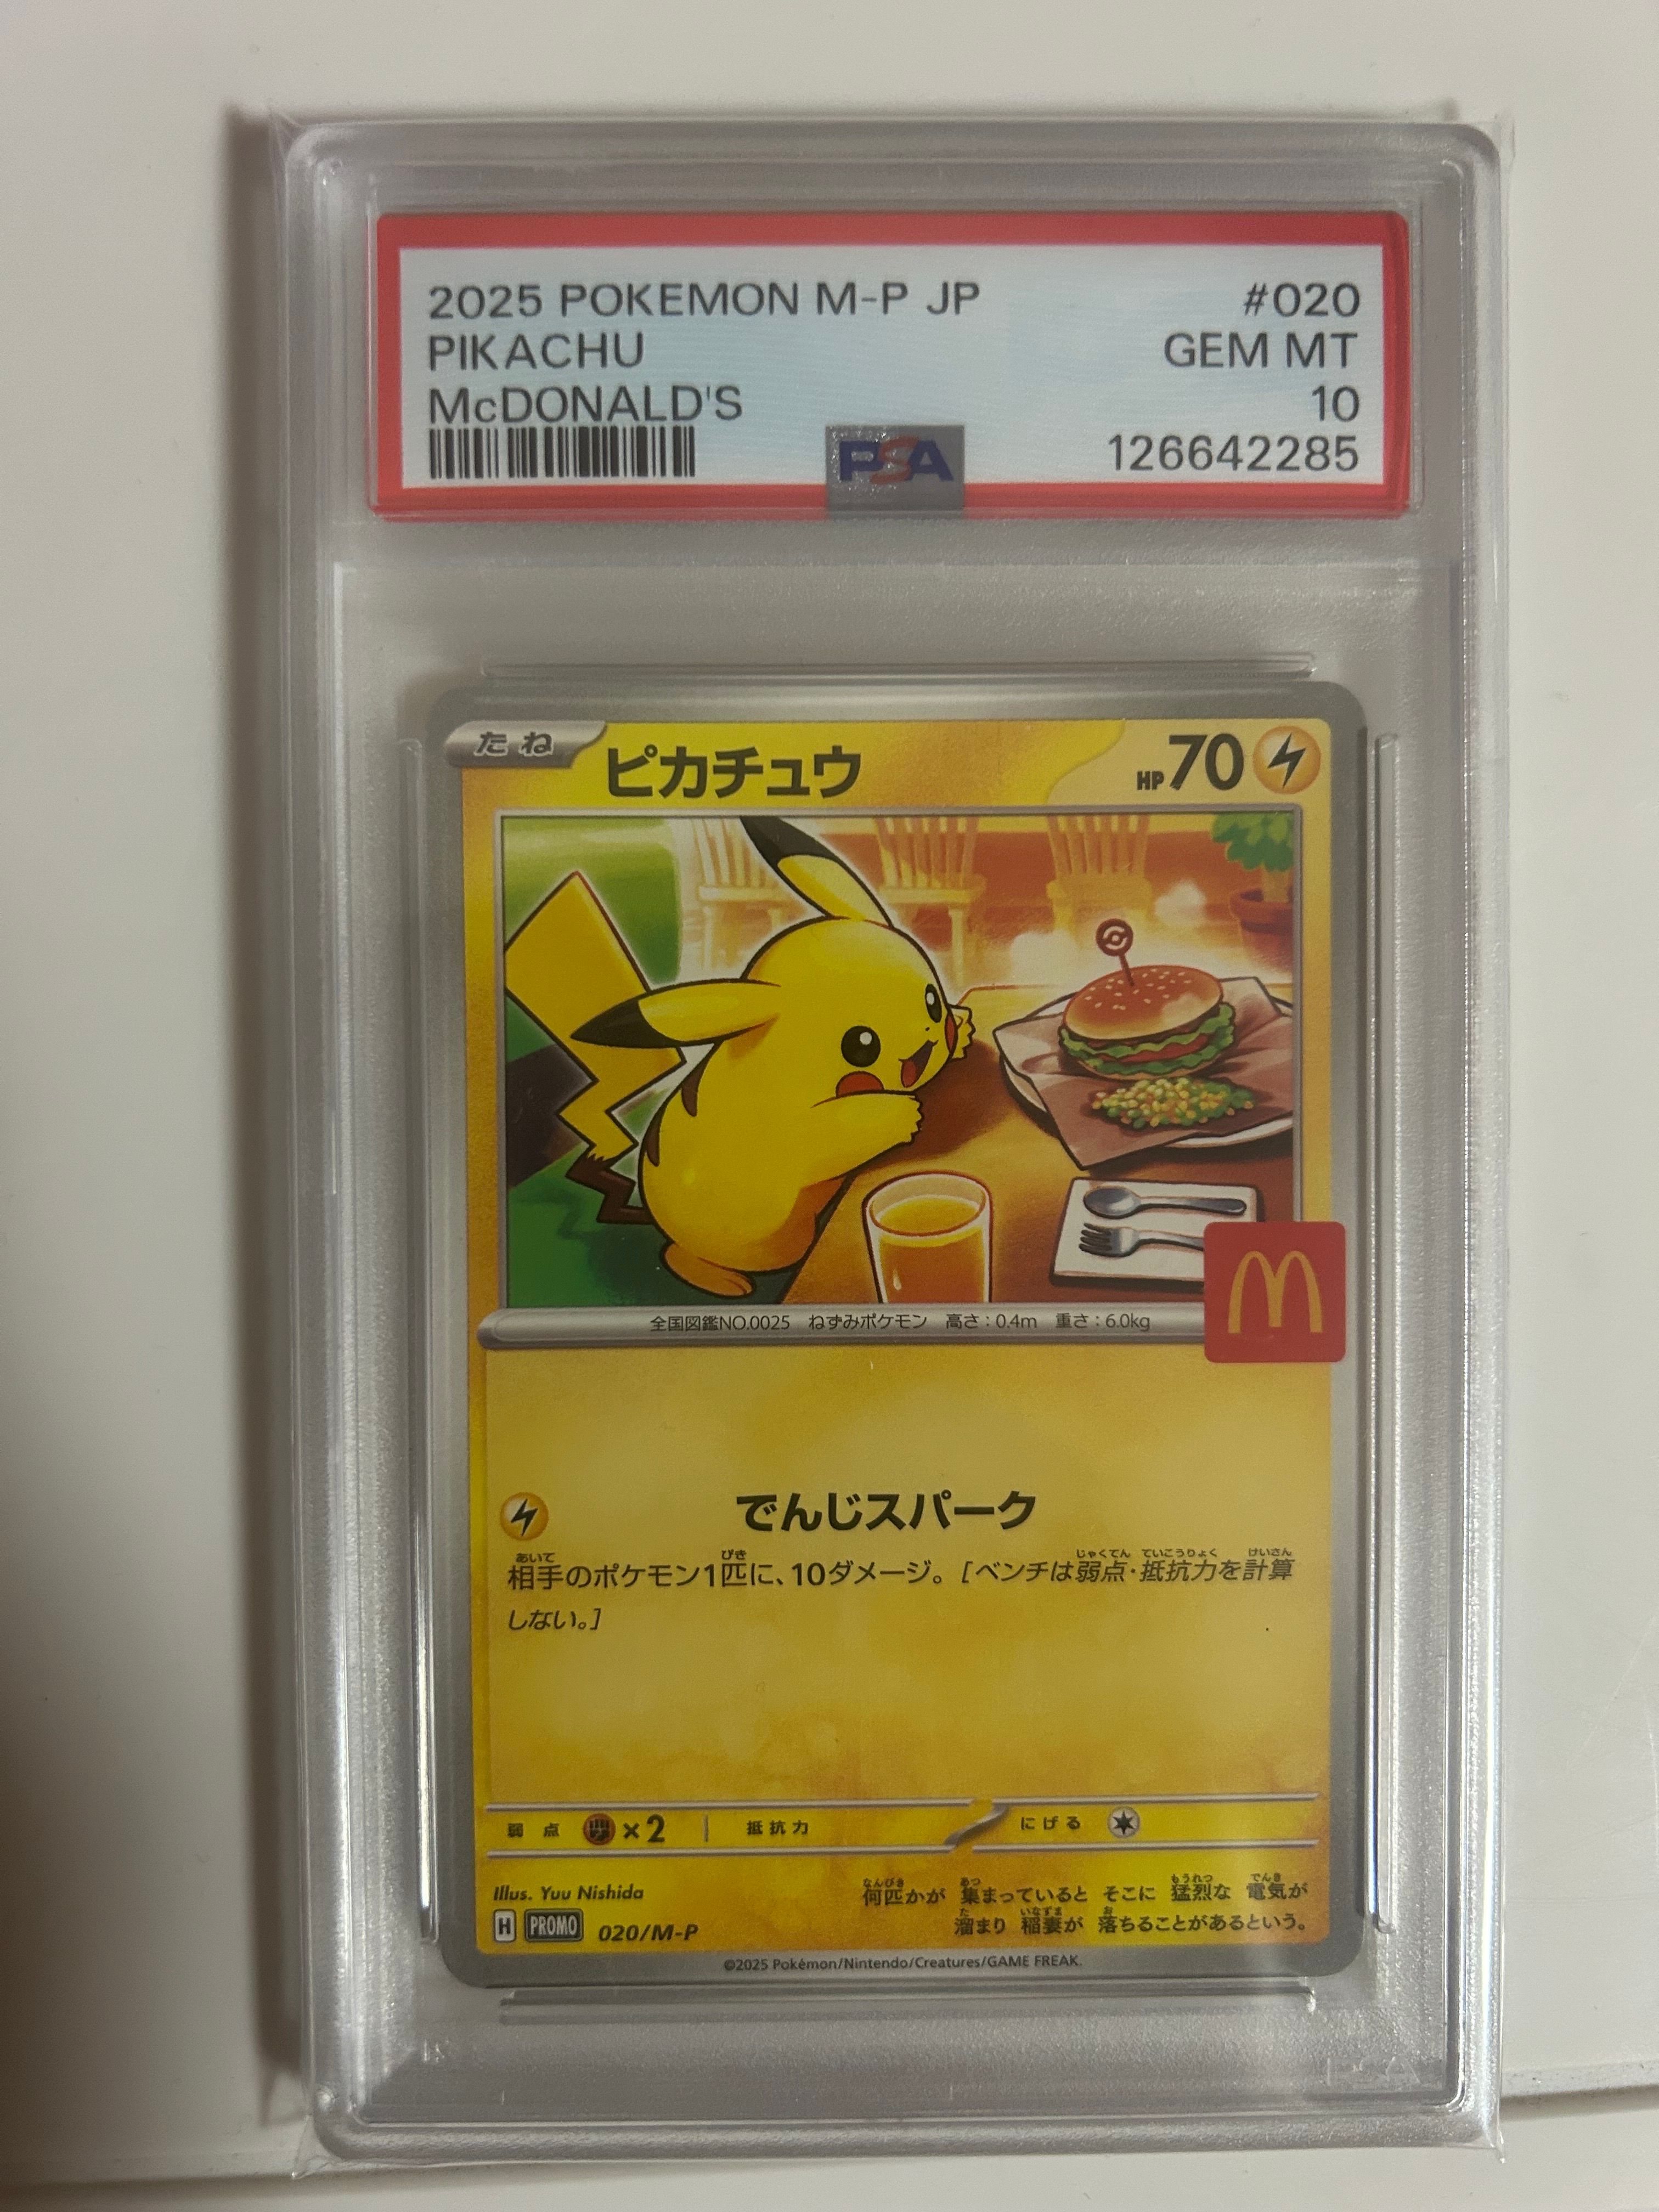 2025 POKEMON M-P JP #020
PIKACHU GEM MT
McDONALD'S 10
PSA 126642285
たね ピカチュウ HP70
全国図鑑NO.0025 ねずみポケモン 高さ:0.4m 重さ:6.0kg
でんじスパーク
相手のポケモン1匹に、10ダメージ。[ベンチは弱点・抵抗力を計算
しない。]
弱点 ×2 抵抗力 にげる
Illus. Yuu Nishida
H PROMO 020/M-P
何匹かが 集まっていると そこに 猛烈な 電気が
溜まり 稲妻が 落ちることがあるという。
©2025 Pokémon/Nintendo/Creatures/GAME FREAK.